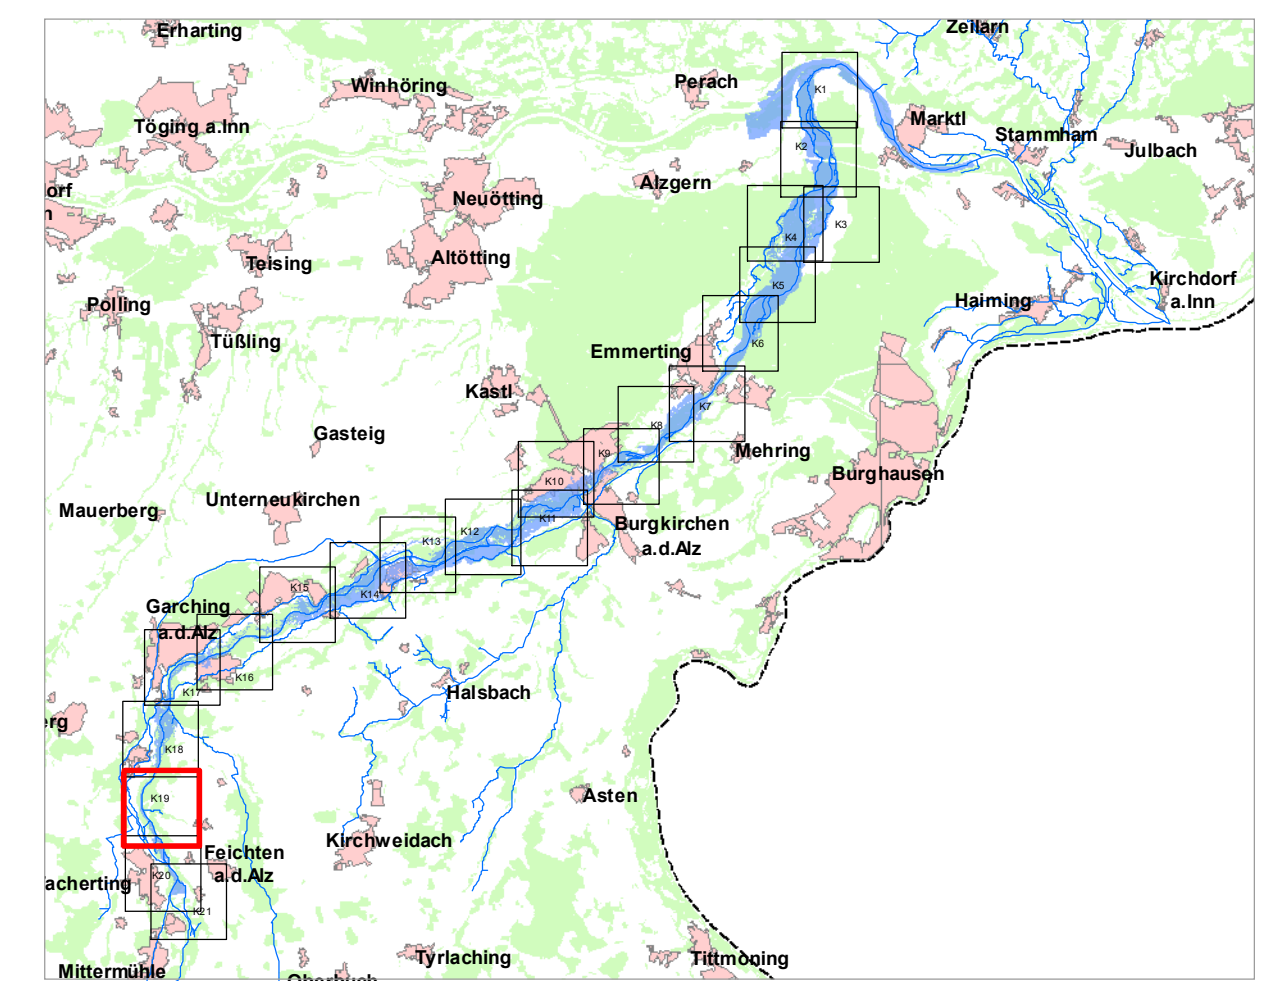 Erharting
Zeilarn
Winhöring
Perach
K1
Töging a.Inn
Marktl
Stammham
K2
Julbach
orf
n
Alzgern
Neuötting
K3
K4
Teising
Altötting
Polling
K5
Kirchdorf
a.Inn
Haiming
Tüßling
Emmerting
K6
Kastl
K7
Gasteig
K8
Mehring
K9
Burghausen
K10
Unterneukirchen
Mauerberg
K11
Burgkirchen
a.d.Alz
K12
K13
K15
K14
Garching
a.d.Alz
K16
K17
Halsbach
erg
K18
K19
Asten
Kirchweidach
Feichten
a.d.Alz
K20
acherting
K21
Tyrlaching
Tittmoning
Mittermühle
Oberbuch